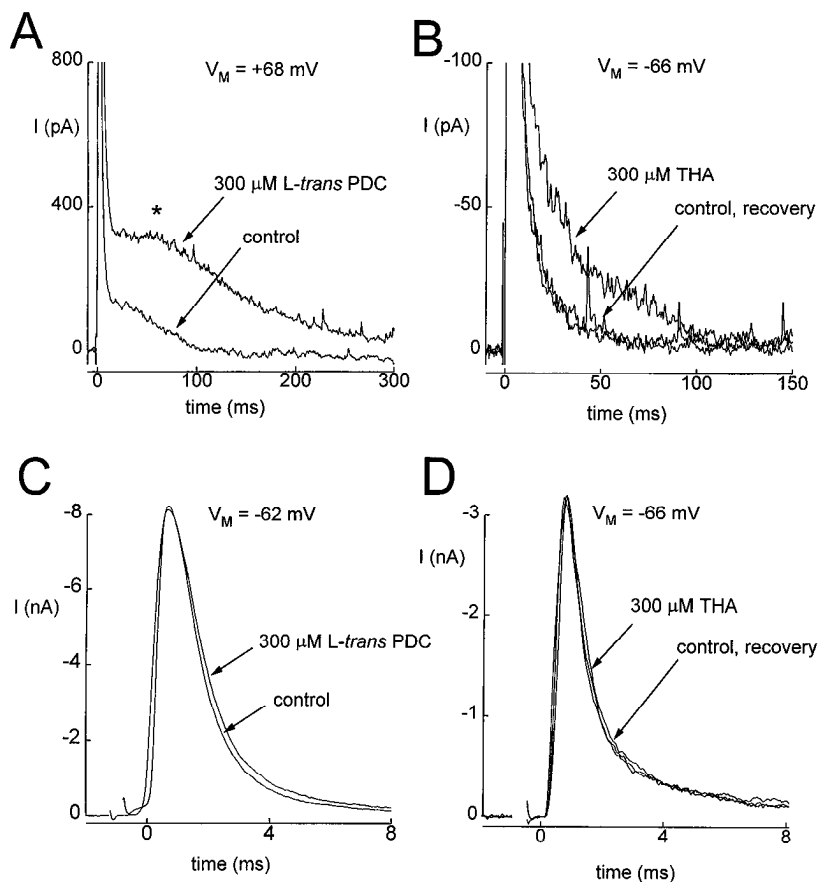 A
V_M = +68 mV
800
I (pA)
400
0
*
300 μM L-trans PDC
control
0 100 200 300
time (ms)
B
V_M = -66 mV
-100
I (pA)
-50
0
300 μM THA
control, recovery
0 50 100 150
time (ms)
C
V_M = -62 mV
-8
-6
I (nA)
-4
-2
0
300 μM L-trans PDC
control
0 4 8
time (ms)
D
V_M = -66 mV
-3
I (nA)
-2
-1
0
300 μM THA
control, recovery
0 4 8
time (ms)